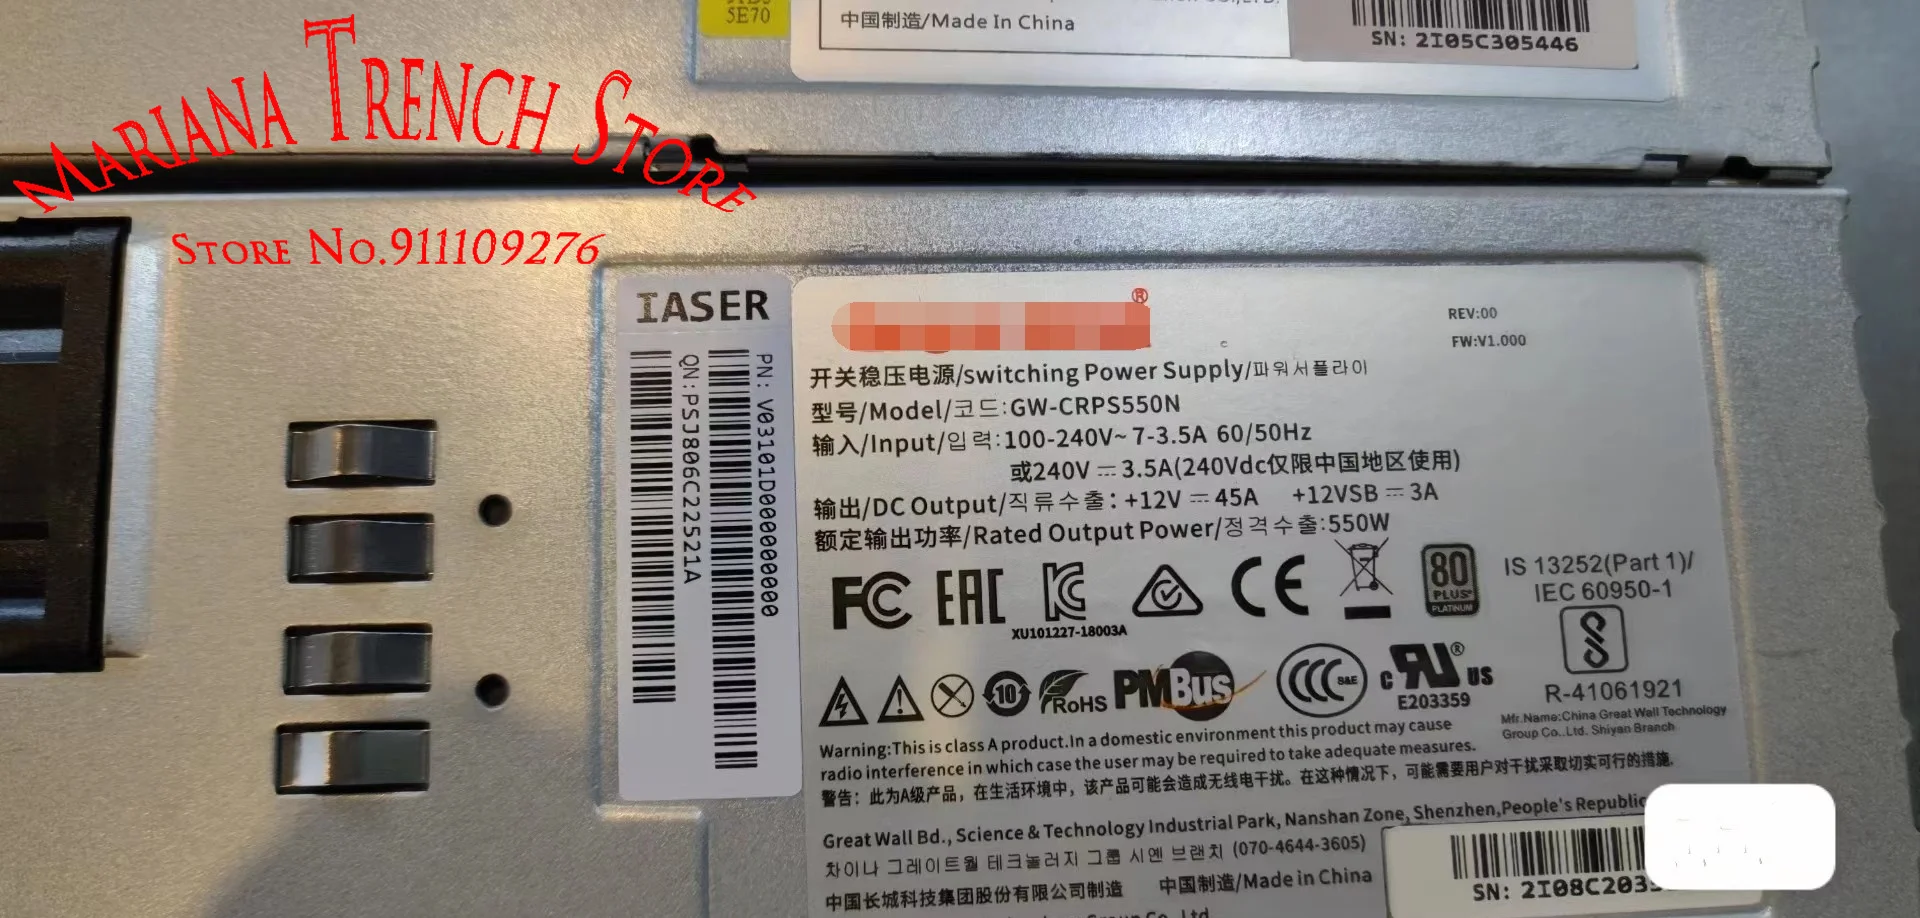 5E70
中国制造/Made In China
SN: 2I05C305446
MARIANA TRENCH STORE
STORE NO.911109276
IASER
PN: V03101D000000000
QN:PSJ806C222521A
®
REV:00
FW:V1.000
开关稳压电源/switching Power Supply/파워서플라이
型号/Model/코드:GW-CRPS550N
输入/Input/입력:100-240V~ 7-3.5A 60/50Hz
或240V ⎓ 3.5A(240Vdc仅限中国地区使用)
输出/DC Output/직류수출: +12V ⎓ 45A +12VSB ⎓ 3A
额定输出功率/Rated Output Power/정격수출:550W
FC EAC KC CE 80 PLUS® PLATINUM
XU101227-18003A
IS 13252(Part 1)/
IEC 60950-1
10 RoHS PMBus CCC S&E c RU® US
E203359
R-41061921
Mfr.Name:China Great Wall Technology
Group Co.,Ltd. Shiyan Branch
Warning:This is class A product.In a domestic environment this product may cause
radio interference in which case the user may be required to take adequate measures.
警告：此为A级产品，在生活环境中，该产品可能会造成无线电干扰。在这种情况下，可能需要用户对干扰采取切实可行的措施.
Great Wall Bd., Science & Technology Industrial Park, Nanshan Zone, Shenzhen,People's Republic
차이나 그레이트월 테크놀러지 그룹 시옌 브랜치 (070-4644-3605)
中国长城科技集团股份有限公司制造 中国制造/Made in China
SN: 2I08C203